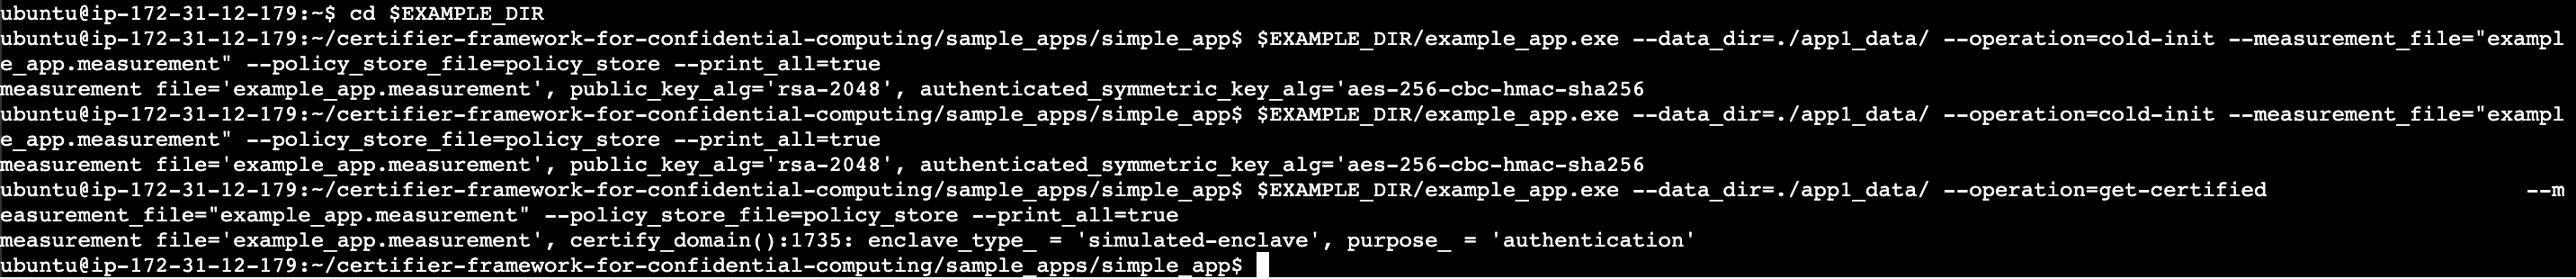 ubuntu@ip-172-31-12-179:~$ cd $EXAMPLE_DIR
ubuntu@ip-172-31-12-179:~/certifier-framework-for-confidential-computing/sample_apps/simple_app$ $EXAMPLE_DIR/example_app.exe --data_dir=./app1_data/ --operation=cold-init --measurement_file="exampl
e_app.measurement" --policy_store_file=policy_store --print_all=true
measurement file='example_app.measurement', public_key_alg='rsa-2048', authenticated_symmetric_key_alg='aes-256-cbc-hmac-sha256
ubuntu@ip-172-31-12-179:~/certifier-framework-for-confidential-computing/sample_apps/simple_app$ $EXAMPLE_DIR/example_app.exe --data_dir=./app1_data/ --operation=cold-init --measurement_file="exampl
e_app.measurement" --policy_store_file=policy_store --print_all=true
measurement file='example_app.measurement', public_key_alg='rsa-2048', authenticated_symmetric_key_alg='aes-256-cbc-hmac-sha256
ubuntu@ip-172-31-12-179:~/certifier-framework-for-confidential-computing/sample_apps/simple_app$ $EXAMPLE_DIR/example_app.exe --data_dir=./app1_data/ --operation=get-certified                    --m
easurement_file="example_app.measurement" --policy_store_file=policy_store --print_all=true
measurement file='example_app.measurement', certify_domain():1735: enclave_type_ = 'simulated-enclave', purpose_ = 'authentication'
ubuntu@ip-172-31-12-179:~/certifier-framework-for-confidential-computing/sample_apps/simple_app$